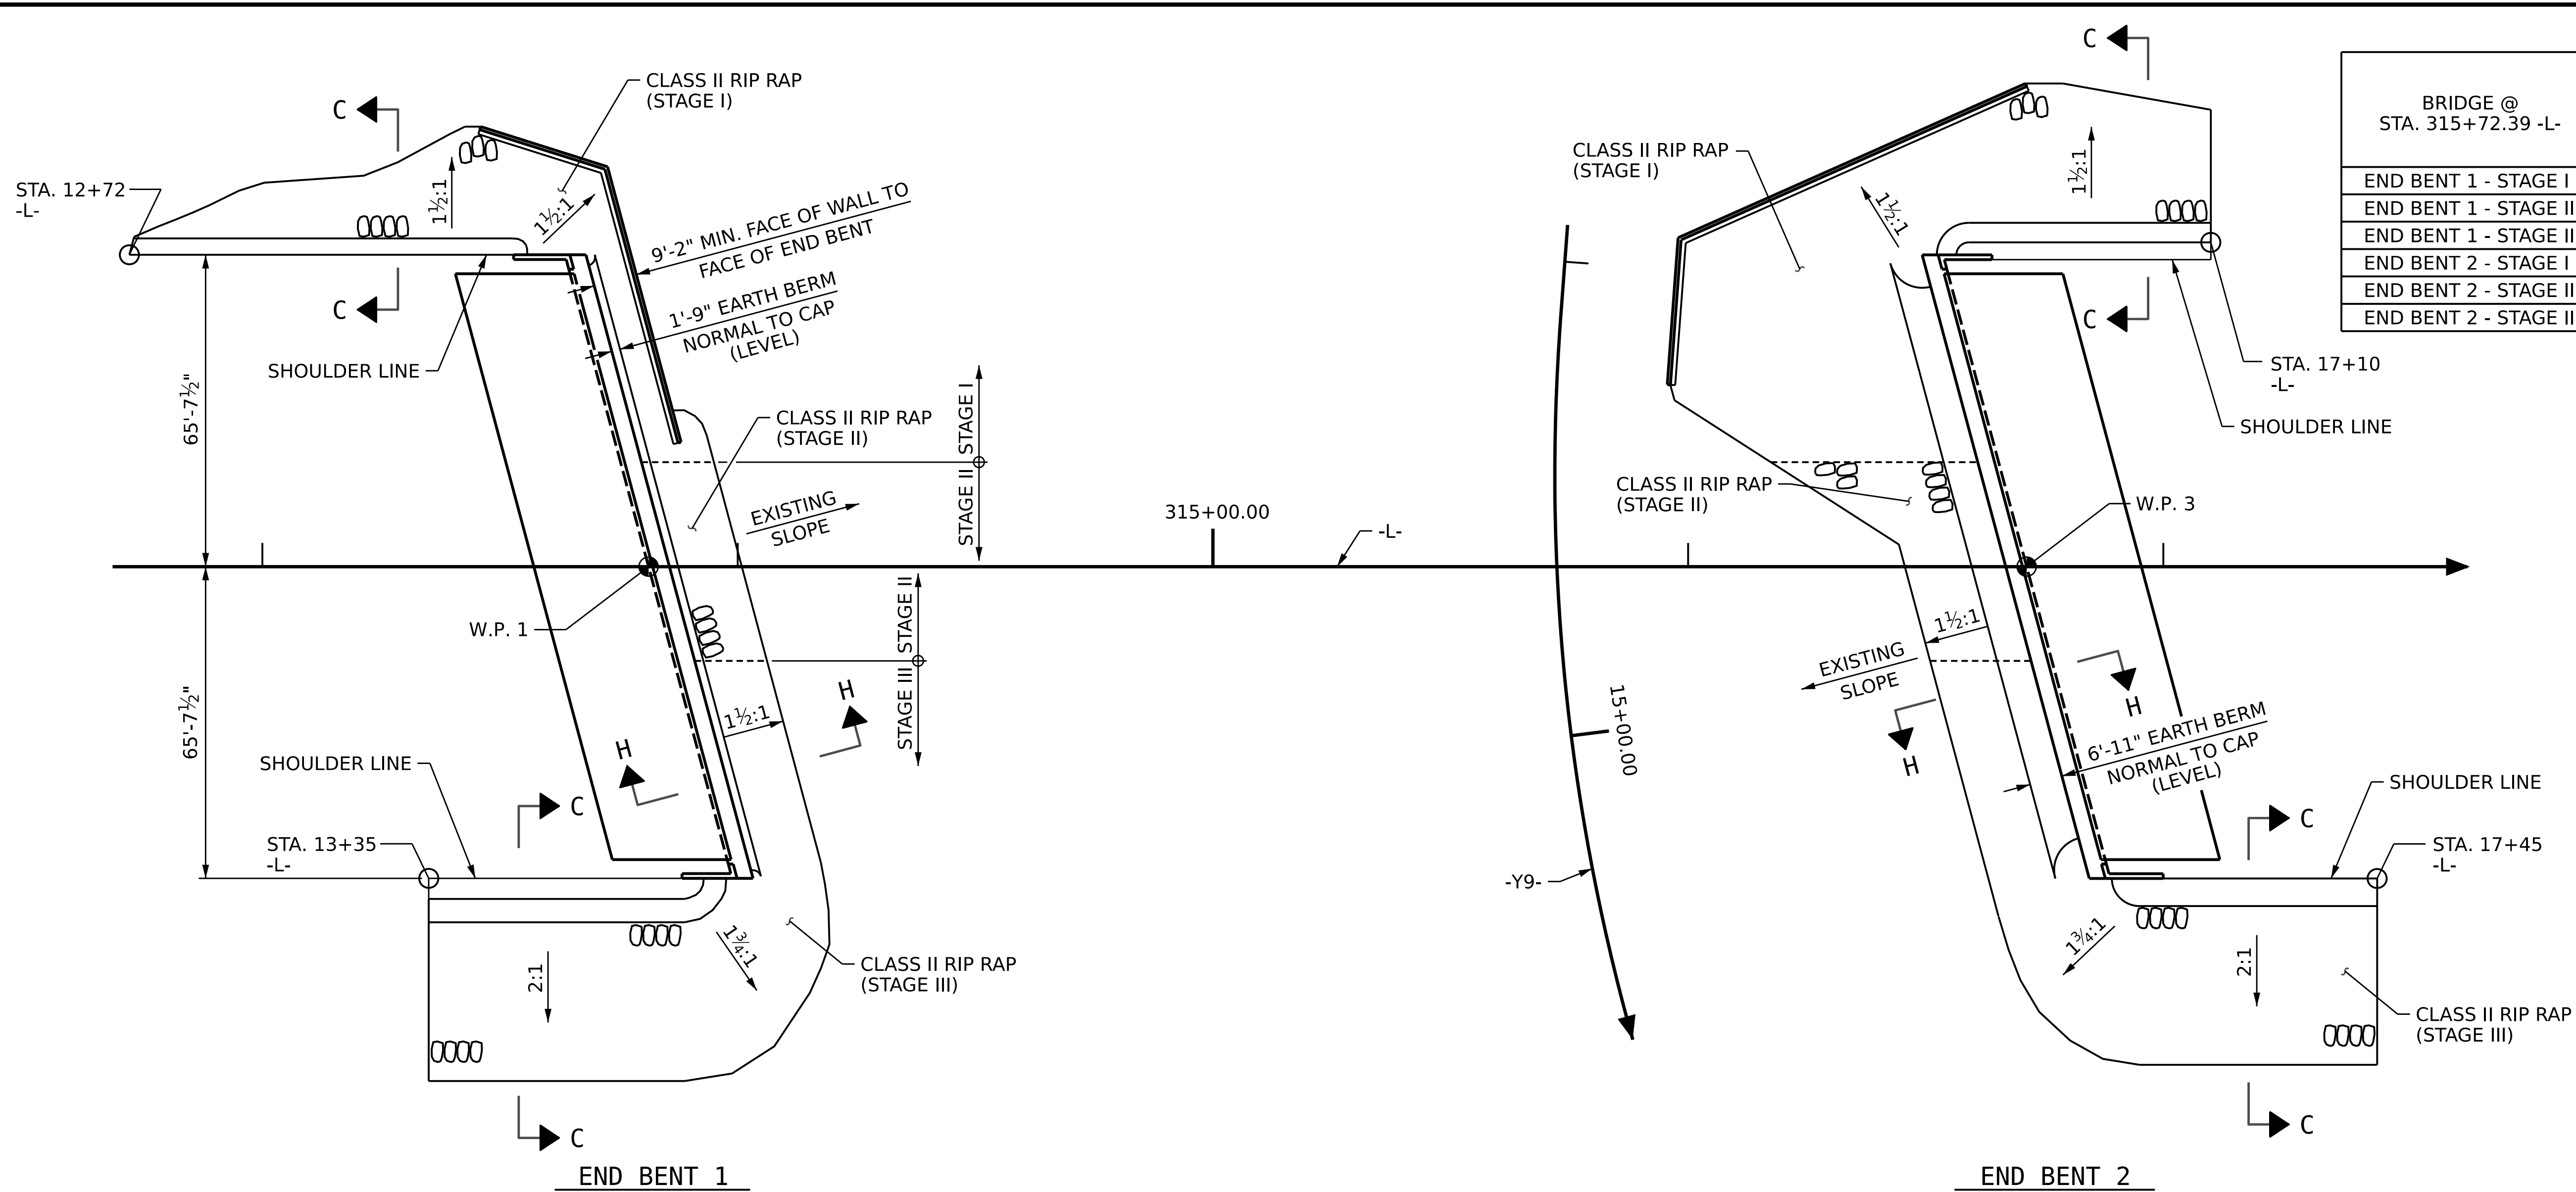 C
CLASS II RIP RAP
(STAGE I)
STA. 12+72
-L-
1½:1
1½:1
9'-2" MIN. FACE OF WALL TO
FACE OF END BENT
1'-9" EARTH BERM
NORMAL TO CAP
(LEVEL)
C
SHOULDER LINE
65'-7½"
CLASS II RIP RAP
(STAGE II)
STAGE I
STAGE II
EXISTING
SLOPE
W.P. 1
STAGE II
STAGE III
65'-7½"
1½:1
H
H
SHOULDER LINE
C
STA. 13+35
-L-
1¾:1
2:1
CLASS II RIP RAP
(STAGE III)
C
END BENT 1
315+00.00
-L-
C
CLASS II RIP RAP
(STAGE I)
1½:1
1½:1
C
STA. 17+10
-L-
SHOULDER LINE
CLASS II RIP RAP
(STAGE II)
W.P. 3
1½:1
EXISTING
SLOPE
15+00.00
H
H
6'-11" EARTH BERM
NORMAL TO CAP
(LEVEL)
SHOULDER LINE
C
STA. 17+45
-L-
-Y9-
1¾:1
2:1
CLASS II RIP RAP
(STAGE III)
C
END BENT 2
BRIDGE @
STA. 315+72.39 -L-
END BENT 1 - STAGE I
END BENT 1 - STAGE II
END BENT 1 - STAGE II
END BENT 2 - STAGE I
END BENT 2 - STAGE II
END BENT 2 - STAGE II